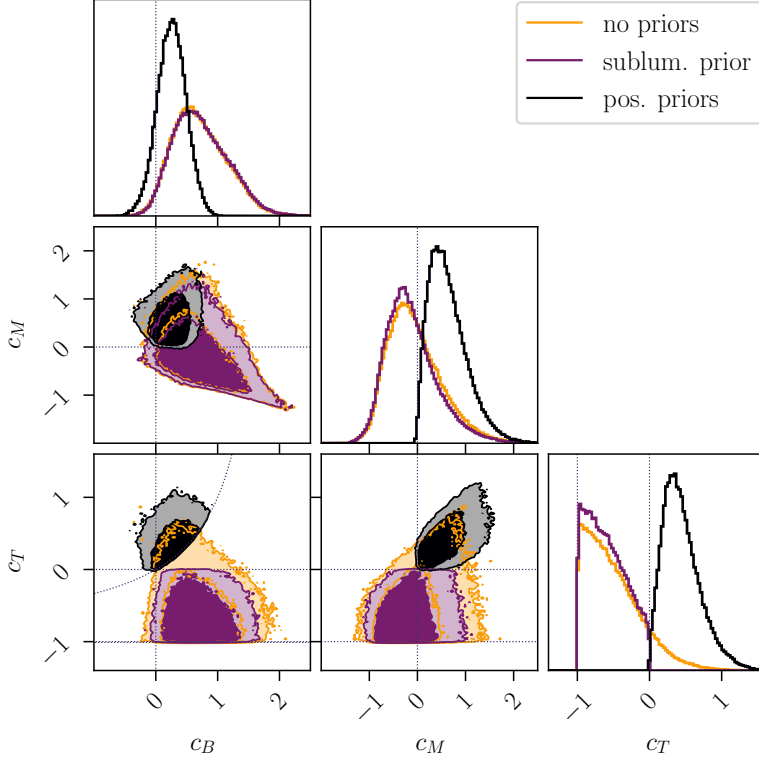 no priors
sublum. prior
pos. priors
2
1
0
−1
c_M
1
0
−1
c_T
0 1 2
−1 0 1 2
−1 0 1
c_B c_M c_T